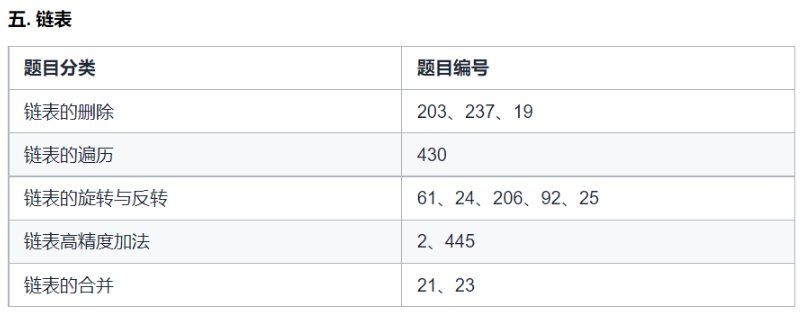 五. 链表
题目分类 题目编号
链表的删除 203、237、19
链表的遍历 430
链表的旋转与反转 61、24、206、92、25
链表高精度加法 2、445
链表的合并 21、23